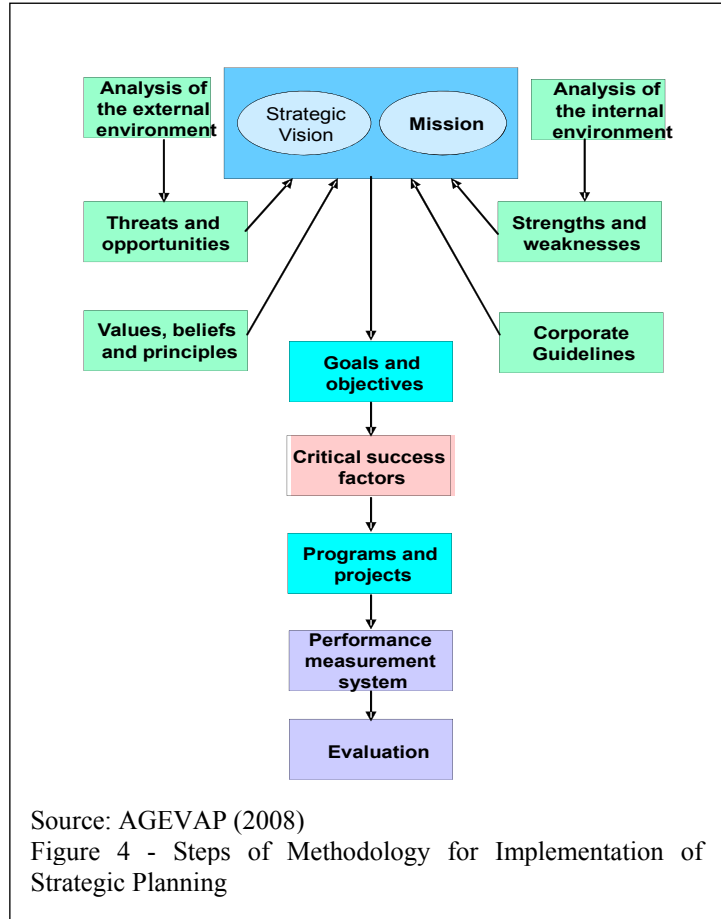 Analysis of
the external
environment
Strategic
Vision
Mission
Analysis of
the internal
environment
Threats and
opportunities
Strengths and
weaknesses
Values, beliefs
and principles
Corporate
Guidelines
Goals and
objectives
Critical success
factors
Programs and
projects
Performance
measurement
system
Evaluation
Source: AGEVAP (2008)
Figure 4 - Steps of Methodology for Implementation of
Strategic Planning